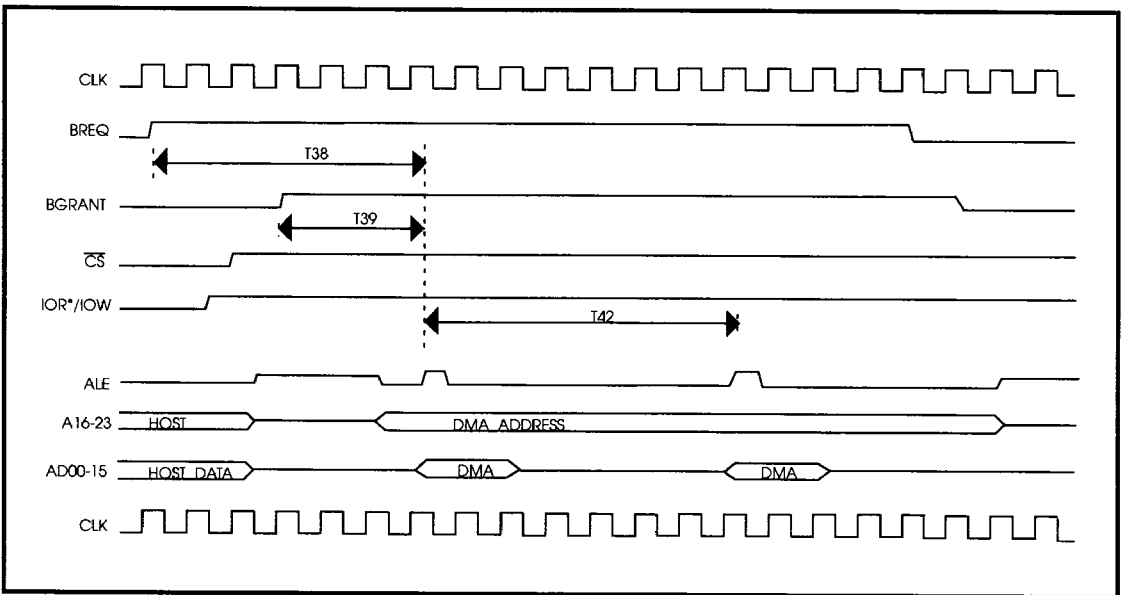 CLK
BREQ
T38
BGRANT
T39
CS
IOR*/IOW
T42
ALE
A16-23 HOST DMA ADDRESS
AD00-15 HOST DATA DMA DMA
CLK